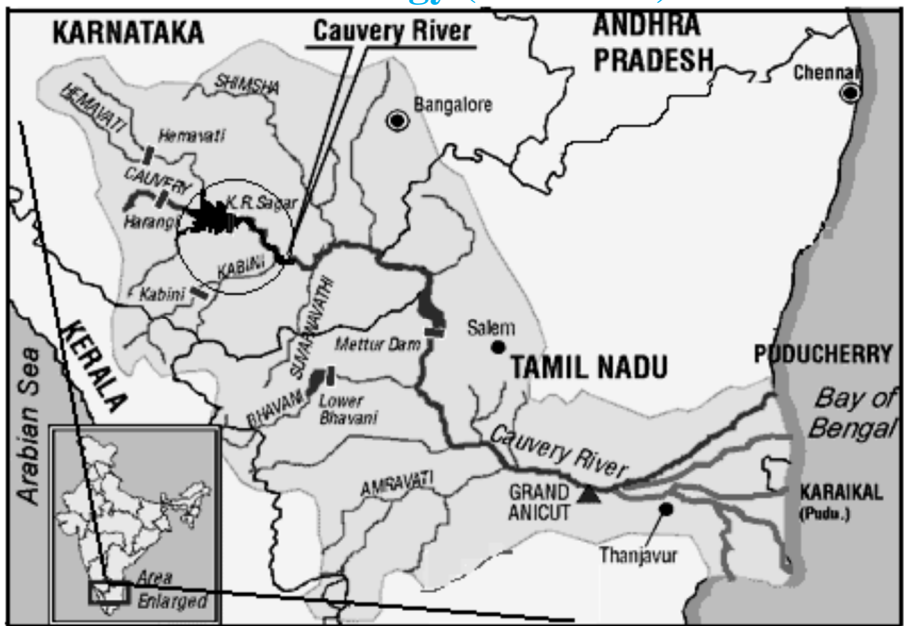 KARNATAKA
Cauvery River
ANDHRA
PRADESH
Chennai
SHIMSHA
HEMAVATI
Bangalore
Hemavati
CAUVERY
K.R.Sagar
Harangi
KABINI
Kabini
SUVARNAVATHI
Mettur Dam
Salem
KERALA
TAMIL NADU
PUDUCHERRY
Arabian Sea
BHAVANI
Lower
Bhavani
Bay of
Bengal
Cauvery River
AMRAVATI
GRAND
ANICUT
KARAIKAL
(Pudu.)
Thanjavur
Area
Enlarged